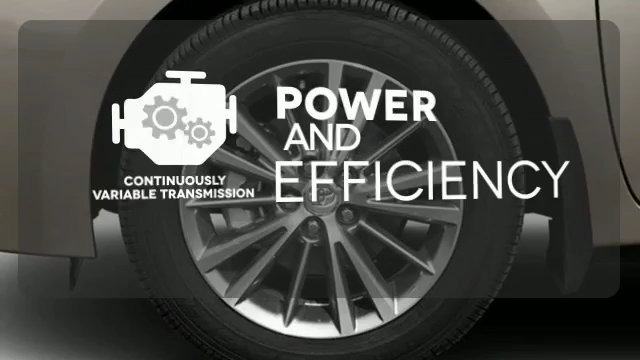 POWER
AND
EFFICIENCY
CONTINUOUSLY
VARIABLE TRANSMISSION